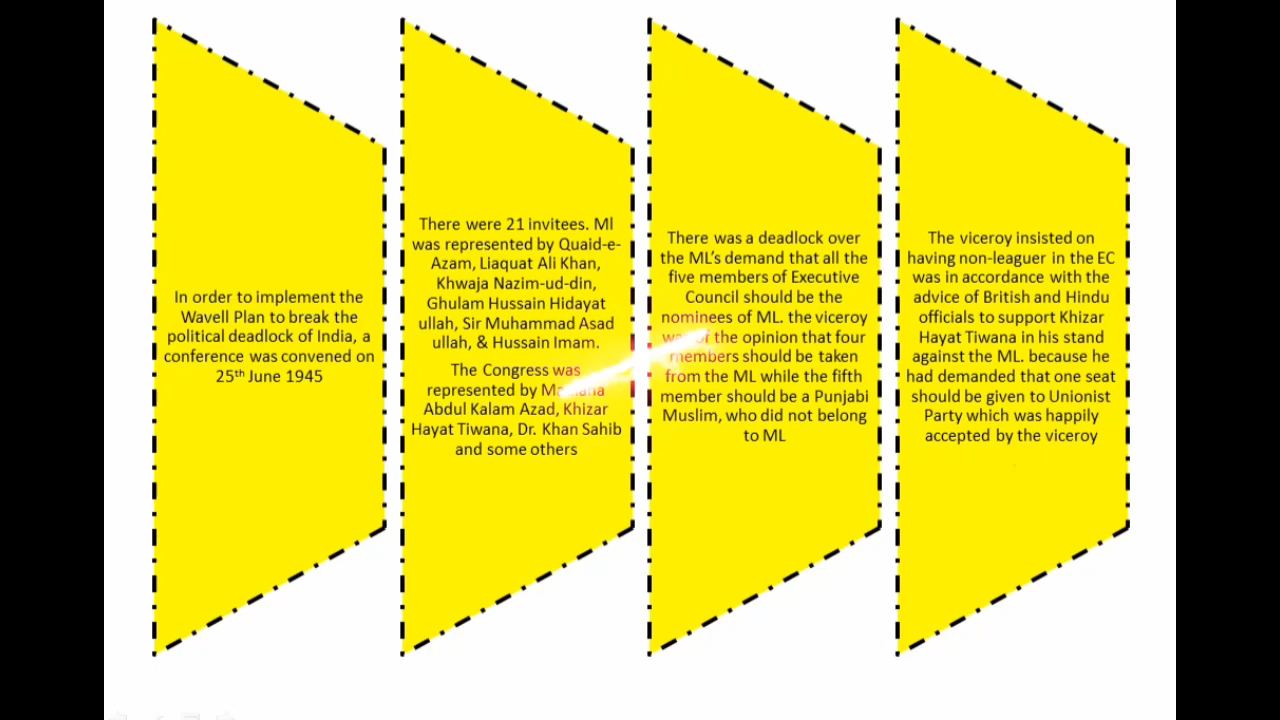 In order to implement the
Wavell Plan to break the
political deadlock of India, a
conference was convened on
25th June 1945
There were 21 invitees. Ml
was represented by Quaid-e-
Azam, Liaquat Ali Khan,
Khwaja Nazim-ud-din,
Ghulam Hussain Hidayat
ullah, Sir Muhammad Asad
ullah, & Hussain Imam.
The Congress was
represented by
Abdul Kalam Azad, Khizar
Hayat Tiwana, Dr. Khan Sahib
and some others
There was a deadlock over
the ML's demand that all the
five members of Executive
Council should be the
nominees of ML. the viceroy
was of the opinion that four
members should be taken
from the ML while the fifth
member should be a Punjabi
Muslim, who did not belong
to ML
The viceroy insisted on
having non-leaguer in the EC
was in accordance with the
advice of British and Hindu
officials to support Khizar
Hayat Tiwana in his stand
against the ML. because he
had demanded that one seat
should be given to Unionist
Party which was happily
accepted by the viceroy